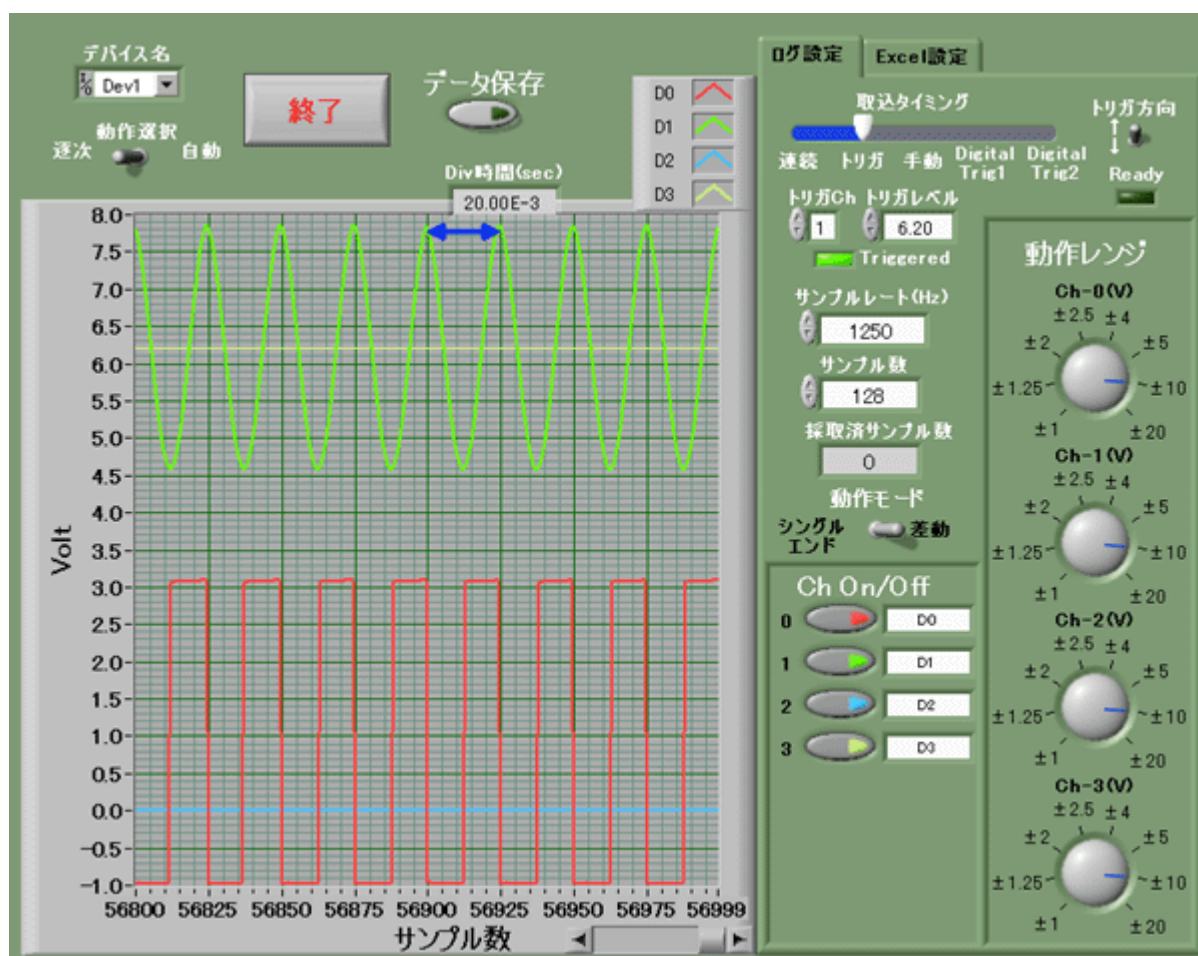 デバイス名
Dev1
終了
動作選択
逐次 自動
データ保存
D0
D1
D2
D3
Div時間(sec)
20.00E-3
8.0
7.5
7.0
6.5
6.0
5.5
5.0
4.5
4.0
3.5
3.0
2.5
2.0
1.5
1.0
0.5
0.0
-0.5
-1.0
Volt
56800 56825 56850 56875 56900 56925 56950 56975 56999
サンプル数
ログ設定 Excel設定
取込タイミング
連続 トリガ 手動 Digital Trig1 Digital Trig2
トリガ方向
Ready
トリガCh トリガレベル
1 6.20
Triggered
サンプルレート(Hz)
1250
サンプル数
128
採取済サンプル数
0
動作モード
シングル
エンド
差動
Ch On/Off
0 D0
1 D1
2 D2
3 D3
動作レンジ
Ch-0(V)
±2.5 ±4
±2 ±5
±1.25 ±10
±1 ±20
Ch-1(V)
±2.5 ±4
±2 ±5
±1.25 ±10
±1 ±20
Ch-2(V)
±2.5 ±4
±2 ±5
±1.25 ±10
±1 ±20
Ch-3(V)
±2.5 ±4
±2 ±5
±1.25 ±10
±1 ±20